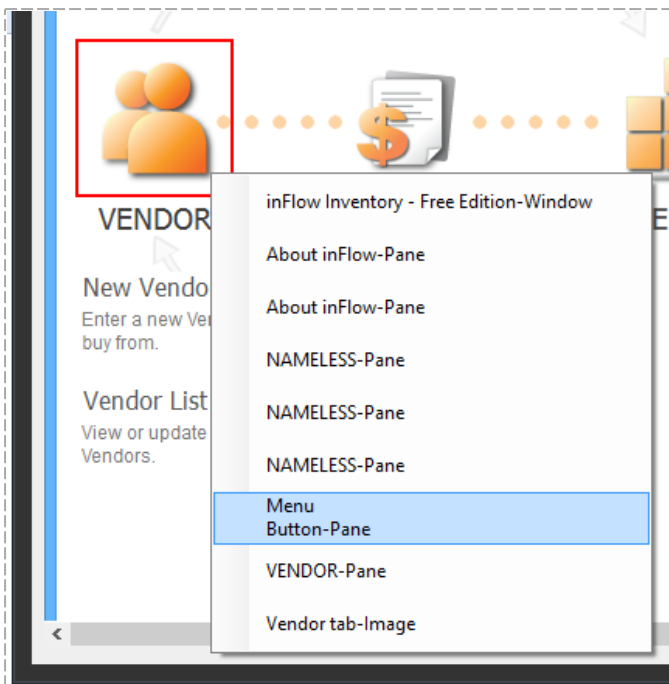 VENDOR
New Vendo
Enter a new Ve
buy from.
Vendor List
View or update
Vendors.
E
inFlow Inventory - Free Edition-Window
About inFlow-Pane
About inFlow-Pane
NAMELESS-Pane
NAMELESS-Pane
NAMELESS-Pane
Menu
Button-Pane
VENDOR-Pane
Vendor tab-Image